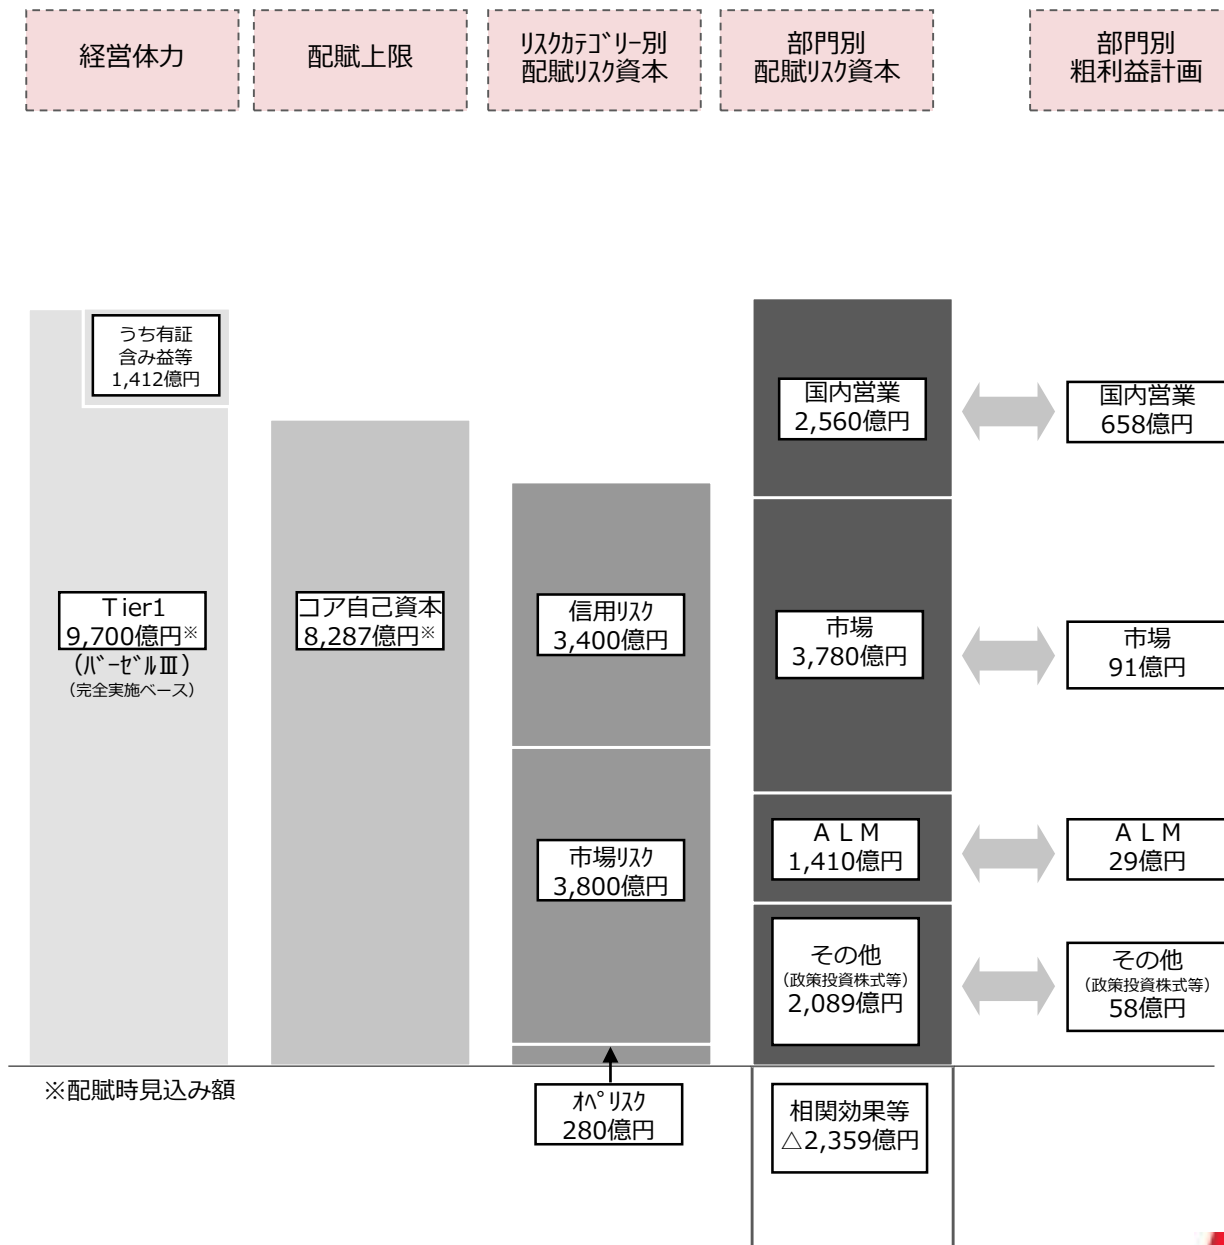 経営体力
配賦上限
ﾘｽｸｶﾃｺﾞﾘｰ別
配賦ﾘｽｸ資本
部門別
配賦ﾘｽｸ資本
部門別
粗利益計画
うち有証
含み益等
1,412億円
Tier1
9,700億円※
(ﾊﾞｰｾﾞﾙⅢ)
（完全実施ベース）
コア自己資本
8,287億円※
信用ﾘｽｸ
3,400億円
市場ﾘｽｸ
3,800億円
ｵﾍﾟﾘｽｸ
280億円
国内営業
2,560億円
市場
3,780億円
ＡＬＭ
1,410億円
その他
（政策投資株式等）
2,089億円
相関効果等
△2,359億円
国内営業
658億円
市場
91億円
ＡＬＭ
29億円
その他
（政策投資株式等）
58億円
※配賦時見込み額